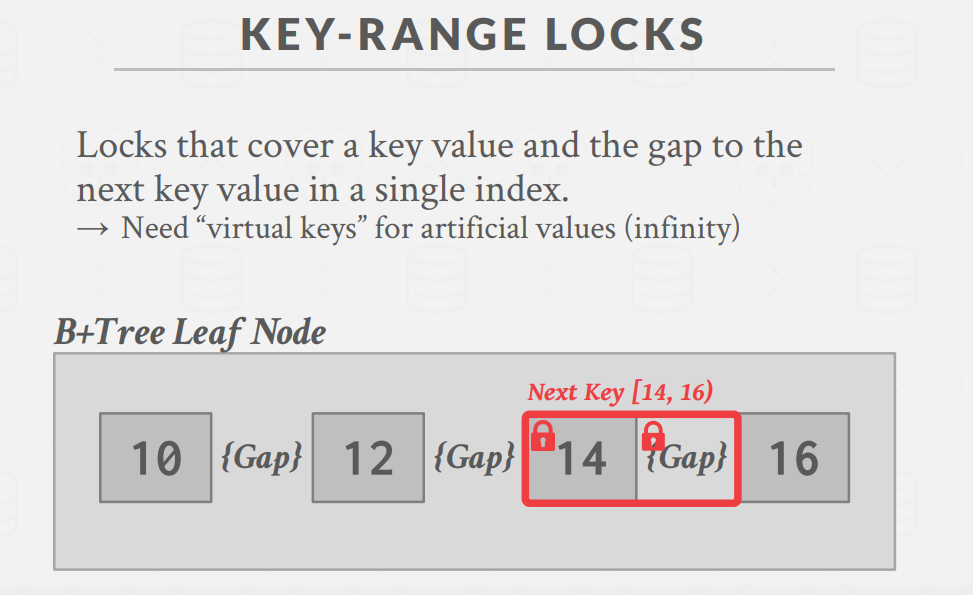 KEY-RANGE LOCKS
Locks that cover a key value and the gap to the
next key value in a single index.
→ Need “virtual keys” for artificial values (infinity)
B+Tree Leaf Node
Next Key [14, 16)
10 {Gap} 12 {Gap} 14 {Gap} 16